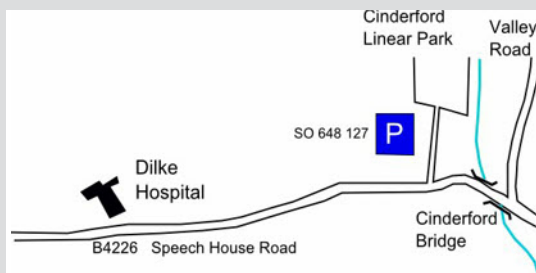 Cinderford
Linear Park
Valley
Road
SO 648 127
P
Dilke
Hospital
Cinderford
Bridge
B4226 Speech House Road